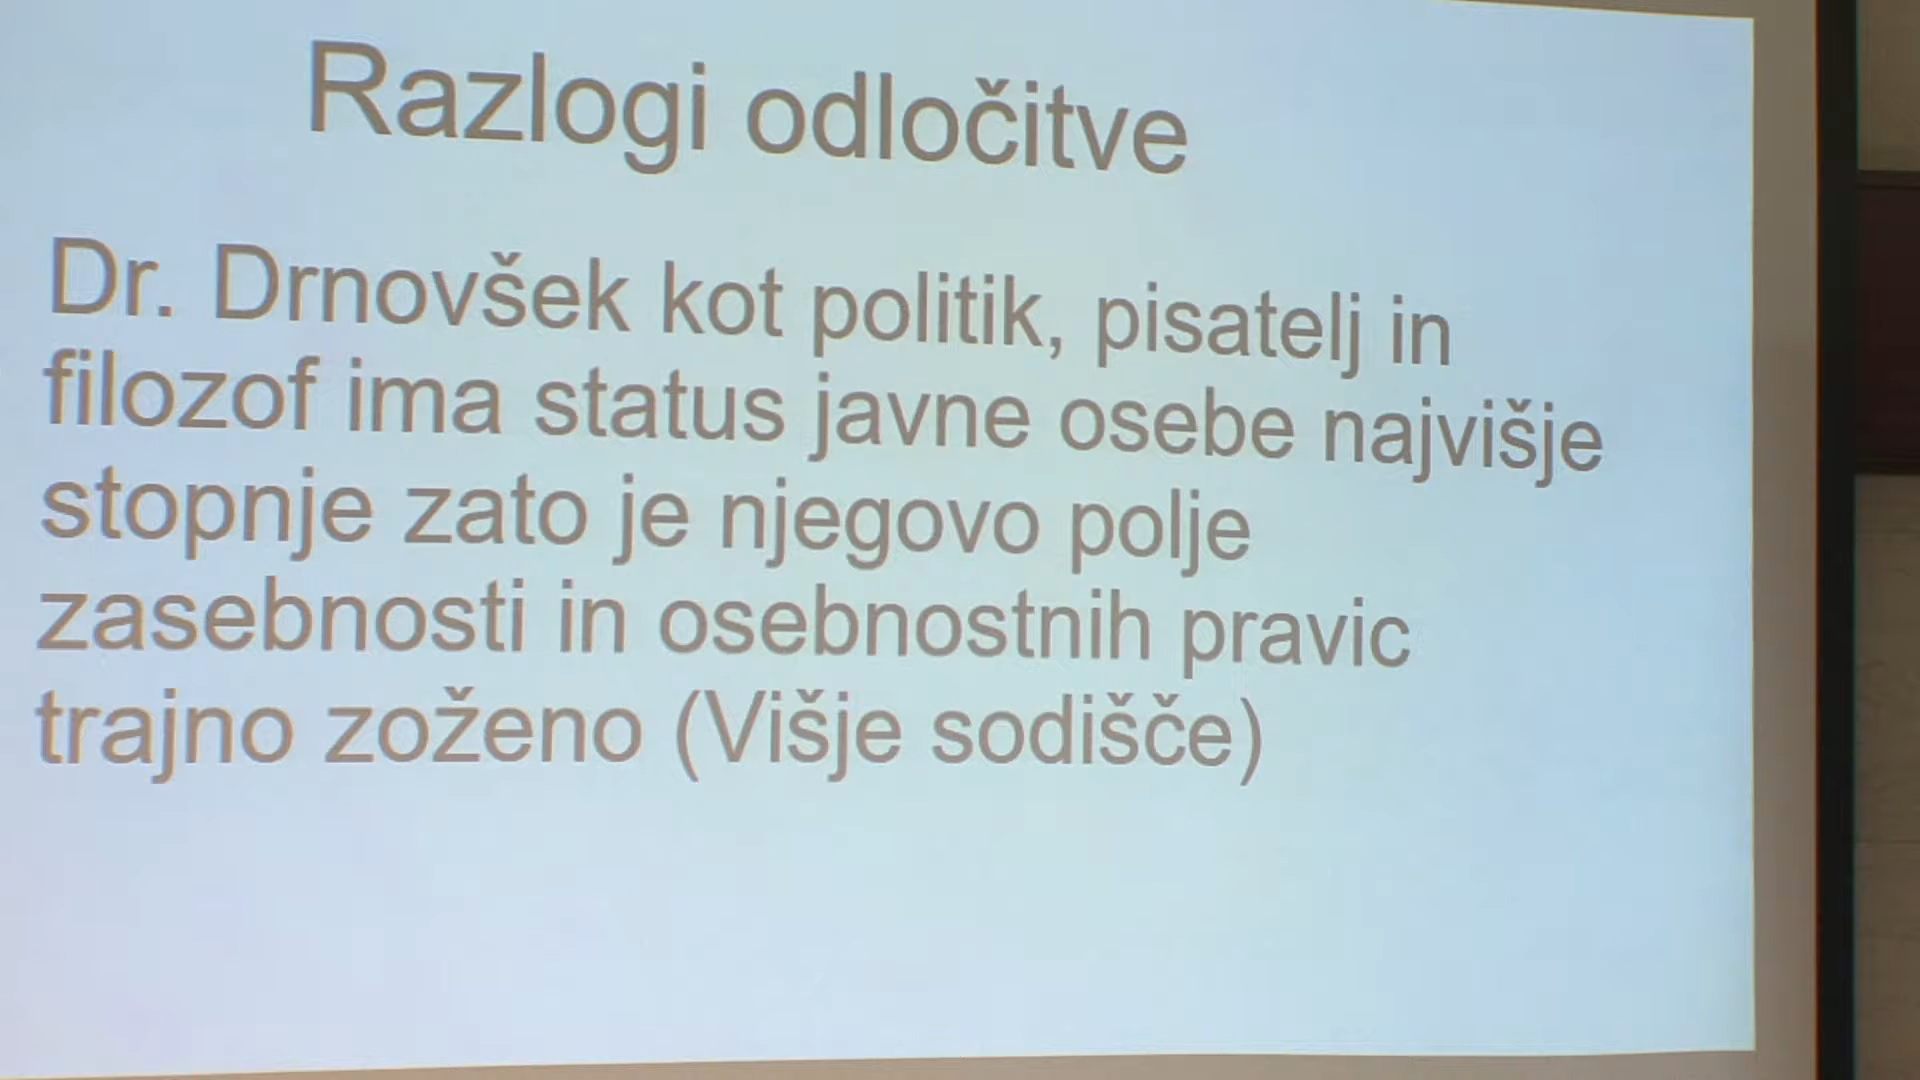 Razlogi odločitve
Dr. Drnovšek kot politik, pisatelj in
filozof ima status javne osebe najvišje
stopnje zato je njegovo polje
zasebnosti in osebnostnih pravic
trajno zoženo (Višje sodišče)